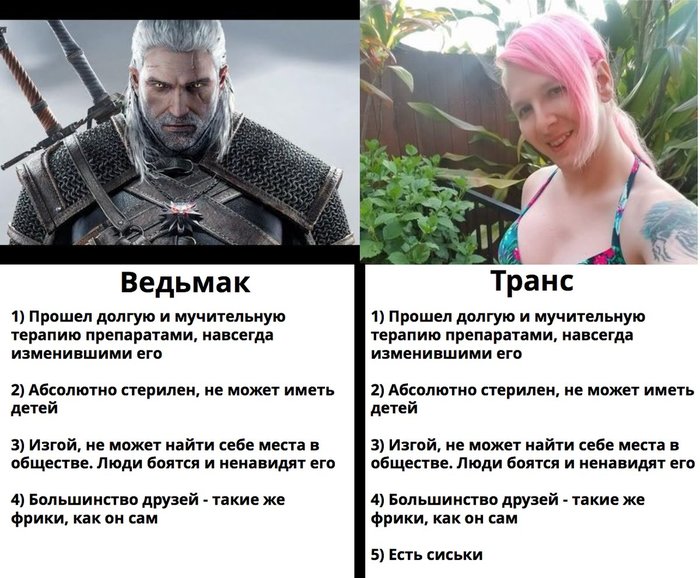 Ведьмак
1) Прошел долгую и мучительную
терапию препаратами, навсегда
изменившими его
2) Абсолютно стерилен, не может иметь
детей
3) Изгой, не может найти себе места в
обществе. Люди боятся и ненавидят его
4) Большинство друзей - такие же
фрики, как он сам
Транс
1) Прошел долгую и мучительную
терапию препаратами, навсегда
изменившими его
2) Абсолютно стерилен, не может иметь
детей
3) Изгой, не может найти себе места в
обществе. Люди боятся и ненавидят его
4) Большинство друзей - такие же
фрики, как он сам
5) Есть сиськи